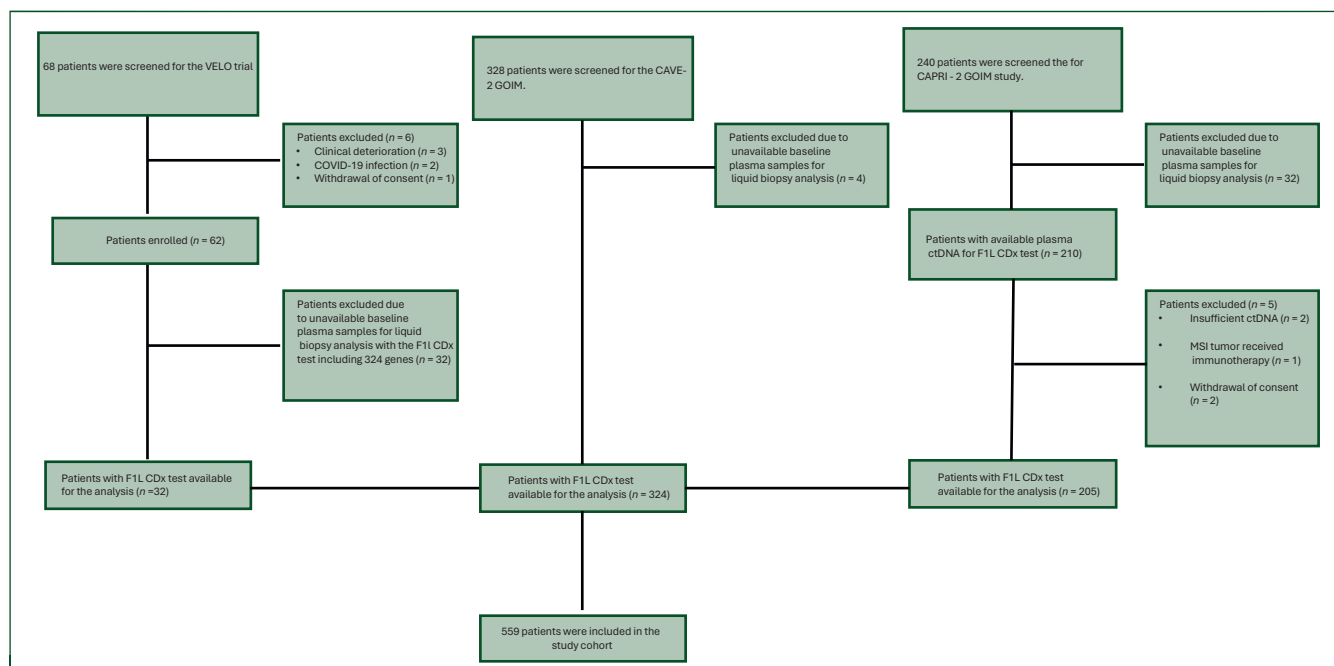 68 patients were screened for the VELO trial
328 patients were screened for the CAVE-
2 GOIM.
240 patients were screened the for
CAPRI - 2 GOIM study.
Patients excluded (n = 6)
• Clinical deterioration (n = 3)
• COVID-19 infection (n = 2)
• Withdrawal of consent (n = 1)
Patients excluded due to
unavailable baseline
plasma samples for
liquid biopsy analysis (n = 4)
Patients excluded due to
unavailable baseline
plasma samples for
liquid biopsy analysis (n = 32)
Patients enrolled (n = 62)
Patients with available plasma
ctDNA for F1L CDx test (n = 210)
Patients excluded due
to unavailable baseline
plasma samples for liquid
biopsy analysis with the F1l CDx
test including 324 genes (n = 32)
Patients excluded (n = 5)
• Insufficient ctDNA (n = 2)
• MSI tumor received
immunotherapy (n = 1)
• Withdrawal of consent
(n = 2)
Patients with F1L CDx test available
for the analysis (n =32)
Patients with F1L CDx test
available for the analysis (n = 324)
Patients with F1L CDx test
available for the analysis (n = 205)
559 patients were included in the
study cohort